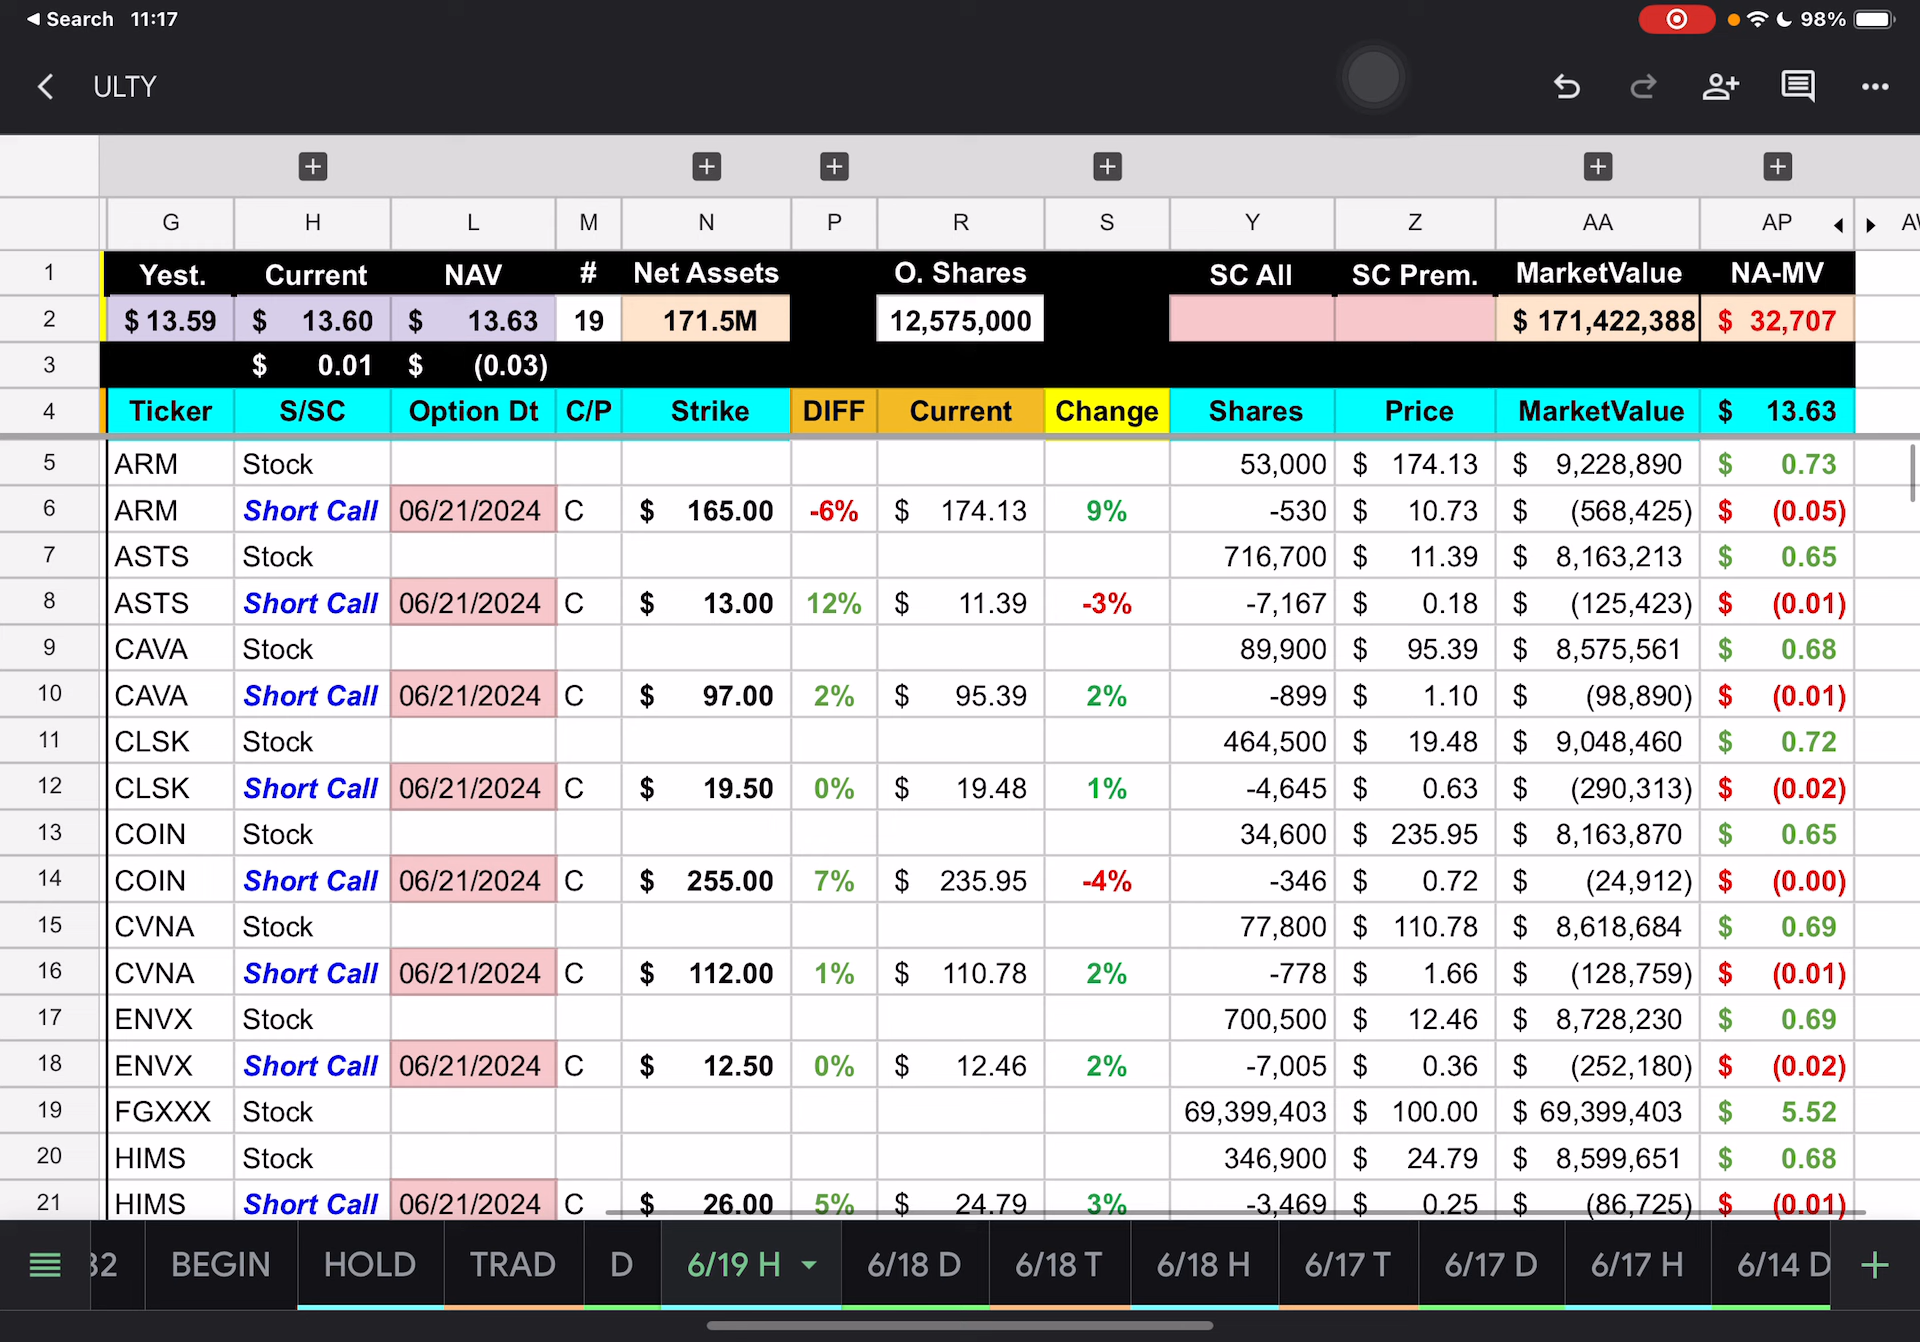 Search 11:17 98%
ULTY
G H L M N P R S Y Z AA AP
1 Yest. Current NAV # Net Assets O. Shares SC All SC Prem. MarketValue NA-MV
2 $ 13.59 $ 13.60 $ 13.63 19 171.5M 12,575,000 $ 171,422,388 $ 32,707
3 $ 0.01 $ (0.03)
4 Ticker S/SC Option Dt C/P Strike DIFF Current Change Shares Price MarketValue $ 13.63
5 ARM Stock 53,000 $ 174.13 $ 9,228,890 $ 0.73
6 ARM Short Call 06/21/2024 C $ 165.00 -6% $ 174.13 9% -530 $ 10.73 $ (568,425) $ (0.05)
7 ASTS Stock 716,700 $ 11.39 $ 8,163,213 $ 0.65
8 ASTS Short Call 06/21/2024 C $ 13.00 12% $ 11.39 -3% -7,167 $ 0.18 $ (125,423) $ (0.01)
9 CAVA Stock 89,900 $ 95.39 $ 8,575,561 $ 0.68
10 CAVA Short Call 06/21/2024 C $ 97.00 2% $ 95.39 2% -899 $ 1.10 $ (98,890) $ (0.01)
11 CLSK Stock 464,500 $ 19.48 $ 9,048,460 $ 0.72
12 CLSK Short Call 06/21/2024 C $ 19.50 0% $ 19.48 1% -4,645 $ 0.63 $ (290,313) $ (0.02)
13 COIN Stock 34,600 $ 235.95 $ 8,163,870 $ 0.65
14 COIN Short Call 06/21/2024 C $ 255.00 7% $ 235.95 -4% -346 $ 0.72 $ (24,912) $ (0.00)
15 CVNA Stock 77,800 $ 110.78 $ 8,618,684 $ 0.69
16 CVNA Short Call 06/21/2024 C $ 112.00 1% $ 110.78 2% -778 $ 1.66 $ (128,759) $ (0.01)
17 ENVX Stock 700,500 $ 12.46 $ 8,728,230 $ 0.69
18 ENVX Short Call 06/21/2024 C $ 12.50 0% $ 12.46 2% -7,005 $ 0.36 $ (252,180) $ (0.02)
19 FGXXX Stock 69,399,403 $ 100.00 $ 69,399,403 $ 5.52
20 HIMS Stock 346,900 $ 24.79 $ 8,599,651 $ 0.68
21 HIMS Short Call 06/21/2024 C $ 26.00 5% $ 24.79 3% -3,469 $ 0.25 $ (86,725) $ (0.01)
BEGIN HOLD TRAD D 6/19 H 6/18 D 6/18 T 6/18 H 6/17 T 6/17 D 6/17 H 6/14 D